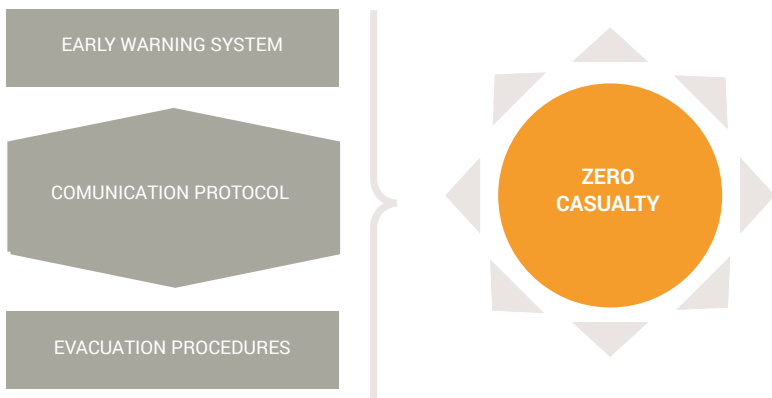 EARLY WARNING SYSTEM
COMUNICATION PROTOCOL
EVACUATION PROCEDURES
ZERO
CASUALTY